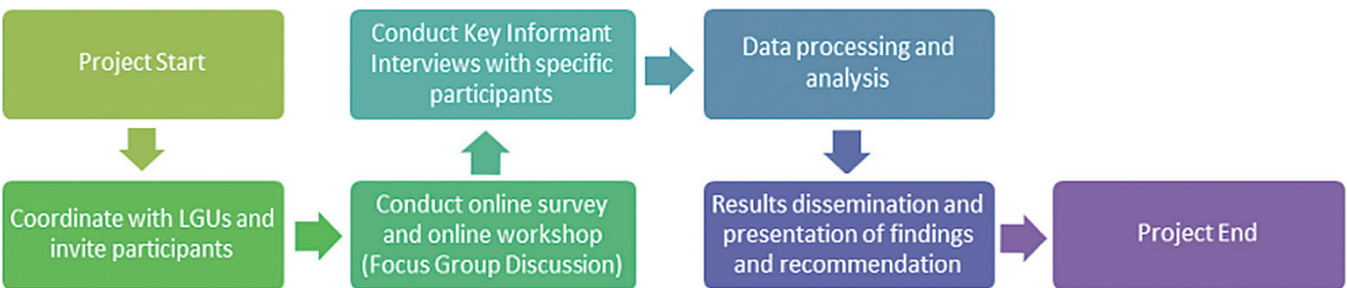 Project Start
Coordinate with LGUs and
invite participants
Conduct online survey
and online workshop
(Focus Group Discussion)
Conduct Key Informant
Interviews with specific
participants
Data processing and
analysis
Results dissemination and
presentation of findings
and recommendation
Project End